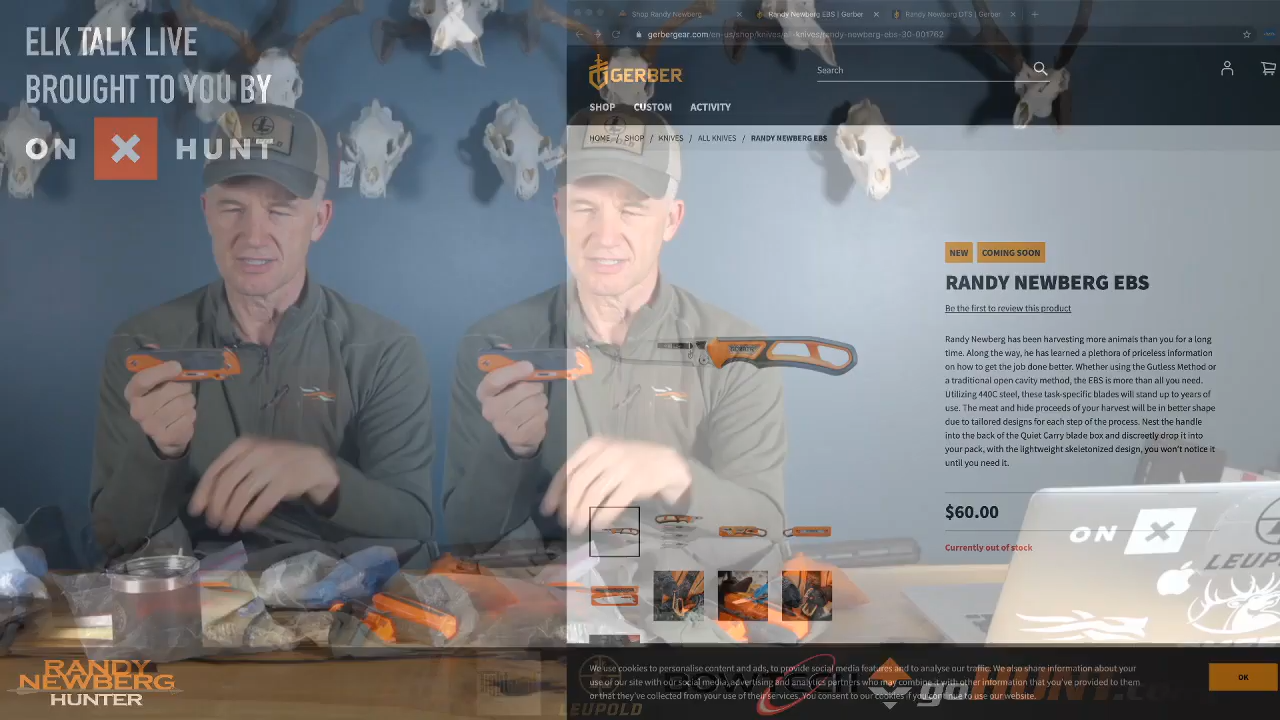 ELK TALK LIVE
BROUGHT TO YOU BY
ON X HUNT
Shop Randy Newberg
Randy Newberg EBS | Gerber
Randy Newberg DTS | Gerber
gerbergear.com/en-us/shop/knives/all-knives/randy-newberg-ebs-30-001762
GERBER
Search
SHOP CUSTOM ACTIVITY
HOME / SHOP / KNIVES / ALL KNIVES / RANDY NEWBERG EBS
NEW COMING SOON
RANDY NEWBERG EBS
Be the first to review this product
Randy Newberg has been harvesting more animals than you for a long
time. Along the way, he has learned a plethora of priceless information
on how to get the job done better. Whether using the Gutless Method or
a traditional open cavity method, the EBS is more than all you need.
Utilizing 440C steel, these task-specific blades will stand up to years of
use. The meat and hide proceeds of your harvest will be in better shape
due to tailored designs for each step of the process. Nest the handle
into the back of the Quiet Carry blade box and discreetly drop it into
your pack, with the lightweight skeletonized design, you won't notice it
until you need it.
$60.00
Currently out of stock
ON X
LEUPOLD
We use cookies to personalise content and ads, to provide social media features and to analyse our traffic. We also share information about your
use of our site with our social media, advertising and analytics partners who may combine it with other information that you've provided to them
or that they've collected from your use of their services. You consent to our cookies if you continue to use our website.
OK
RANDY
NEWBERG
HUNTER
LEUPOLD